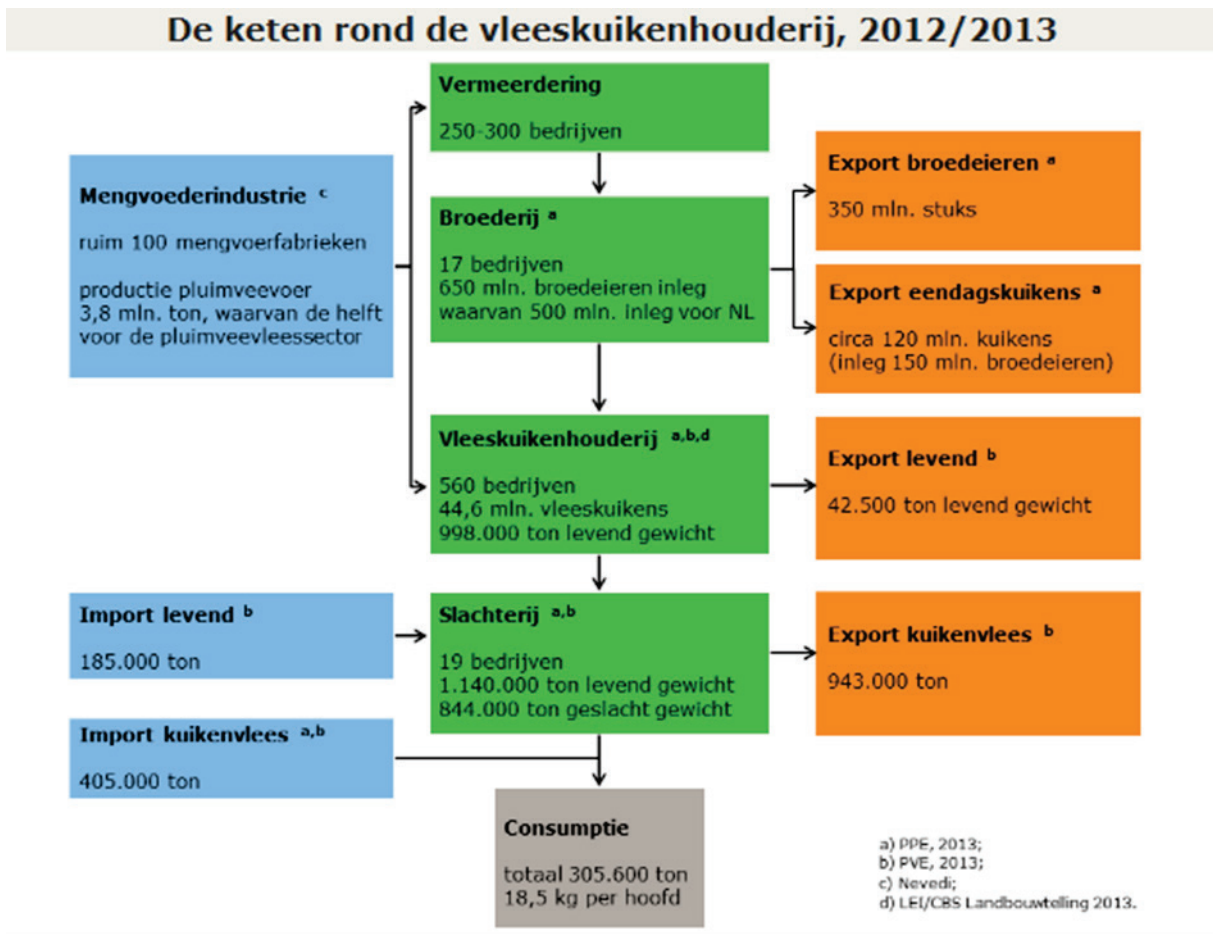 De keten rond de vleeskuikenhouderij, 2012/2013
Vermeerdering
250-300 bedrijven
Mengvoederindustrie c
ruim 100 mengvoerfabrieken
productie pluimveevoer
3,8 mln. ton, waarvan de helft
voor de pluimveevleessector
Broederij a
17 bedrijven
650 mln. broedeieren inleg
waarvan 500 mln. inleg voor NL
Export broedeieren a
350 mln. stuks
Export eendagskuikens a
circa 120 mln. kuikens
(inleg 150 mln. broedeieren)
Vleeskuikenhouderij a,b,d
560 bedrijven
44,6 mln. vleeskuikens
998.000 ton levend gewicht
Export levend b
42.500 ton levend gewicht
Import levend b
185.000 ton
Slachterij a,b
19 bedrijven
1.140.000 ton levend gewicht
844.000 ton geslacht gewicht
Export kuikenvlees b
943.000 ton
Import kuikenvlees a,b
405.000 ton
Consumptie
totaal 305.600 ton
18,5 kg per hoofd
a) PPE, 2013;
b) PVE, 2013;
c) Nevedi;
d) LEI/CBS Landbouwtelling 2013.